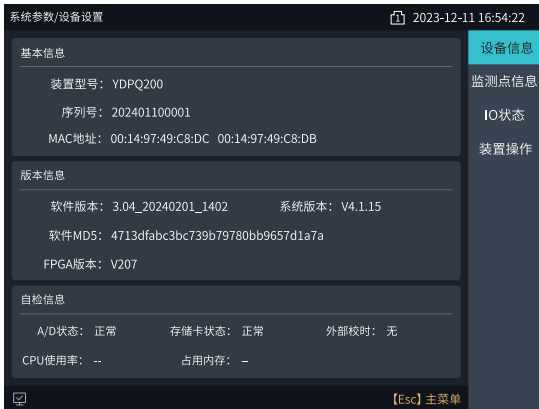 系统参数/设备设置
1 2023-12-11 16:54:22
基本信息
装置型号： YDPQ200
序列号： 202401100001
MAC地址： 00:14:97:49:C8:DC 00:14:97:49:C8:DB
版本信息
软件版本： 3.04_20240201_1402 系统版本： V4.1.15
软件MD5： 4713dfabc3bc739b79780bb9657d1a7a
FPGA版本： V207
自检信息
A/D状态： 正常 存储卡状态： 正常 外部校时： 无
CPU使用率： -- 占用内存： --
设备信息
监测点信息
IO状态
装置操作
【Esc】主菜单